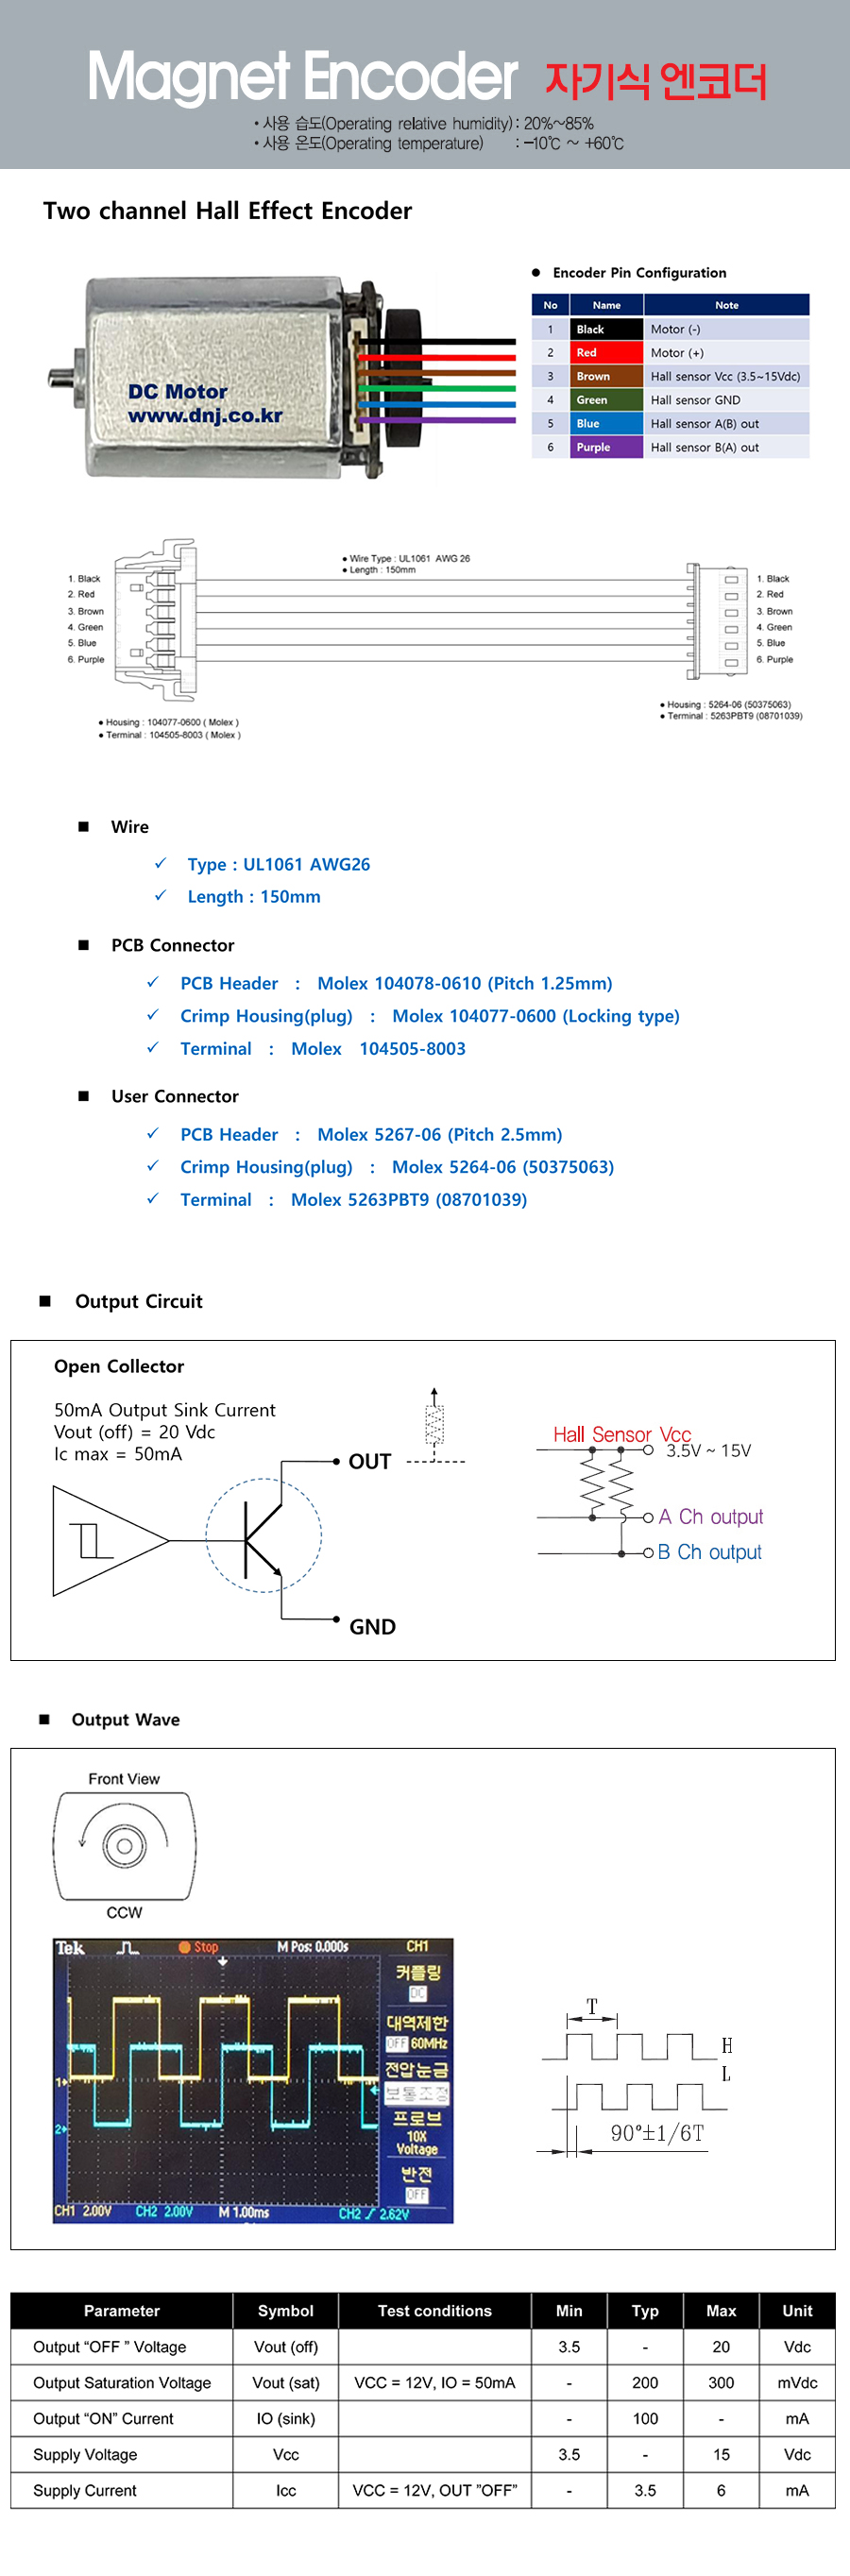 Magnet Encoder 자기식 엔코더
• 사용 습도(Operating relative humidity) : 20%~85%
• 사용 온도(Operating temperature) : -10℃ ~ +60℃
Two channel Hall Effect Encoder
DC Motor
www.dnj.co.kr
● Encoder Pin Configuration
No Name Note
1 Black Motor (-)
2 Red Motor (+)
3 Brown Hall sensor Vcc (3.5~15Vdc)
4 Green Hall sensor GND
5 Blue Hall sensor A(B) out
6 Purple Hall sensor B(A) out
● Wire Type : UL1061 AWG 26
● Length : 150mm
1. Black
2. Red
3. Brown
4. Green
5. Blue
6. Purple
1. Black
2. Red
3. Brown
4. Green
5. Blue
6. Purple
● Housing : 104077-0600 ( Molex )
● Terminal : 104505-8003 ( Molex )
● Housing : 5264-06 (50375063)
● Terminal : 5263PBT9 (08701039)
■ Wire
✓ Type : UL1061 AWG26
✓ Length : 150mm
■ PCB Connector
✓ PCB Header : Molex 104078-0610 (Pitch 1.25mm)
✓ Crimp Housing(plug) : Molex 104077-0600 (Locking type)
✓ Terminal : Molex 104505-8003
■ User Connector
✓ PCB Header : Molex 5267-06 (Pitch 2.5mm)
✓ Crimp Housing(plug) : Molex 5264-06 (50375063)
✓ Terminal : Molex 5263PBT9 (08701039)
■ Output Circuit
Open Collector
50mA Output Sink Current
Vout (off) = 20 Vdc
Ic max = 50mA
OUT
GND
Hall Sensor Vcc
3.5V ~ 15V
A Ch output
B Ch output
■ Output Wave
Front View
CCW
Tek Stop M Pos: 0.000s CH1
커플링
DC
대역제한
OFF 60MHz
전압눈금
보통조정
프로브
10X
Voltage
반전
OFF
1
2
CH1 2.00V CH2 2.00V M 1.00ms CH2 2.62V
T
H
L
90°±1/6T
Parameter Symbol Test conditions Min Typ Max Unit
Output “OFF ” Voltage Vout (off) 3.5 - 20 Vdc
Output Saturation Voltage Vout (sat) VCC = 12V, IO = 50mA - 200 300 mVdc
Output “ON” Current IO (sink) - 100 - mA
Supply Voltage Vcc 3.5 - 15 Vdc
Supply Current Icc VCC = 12V, OUT ”OFF” - 3.5 6 mA